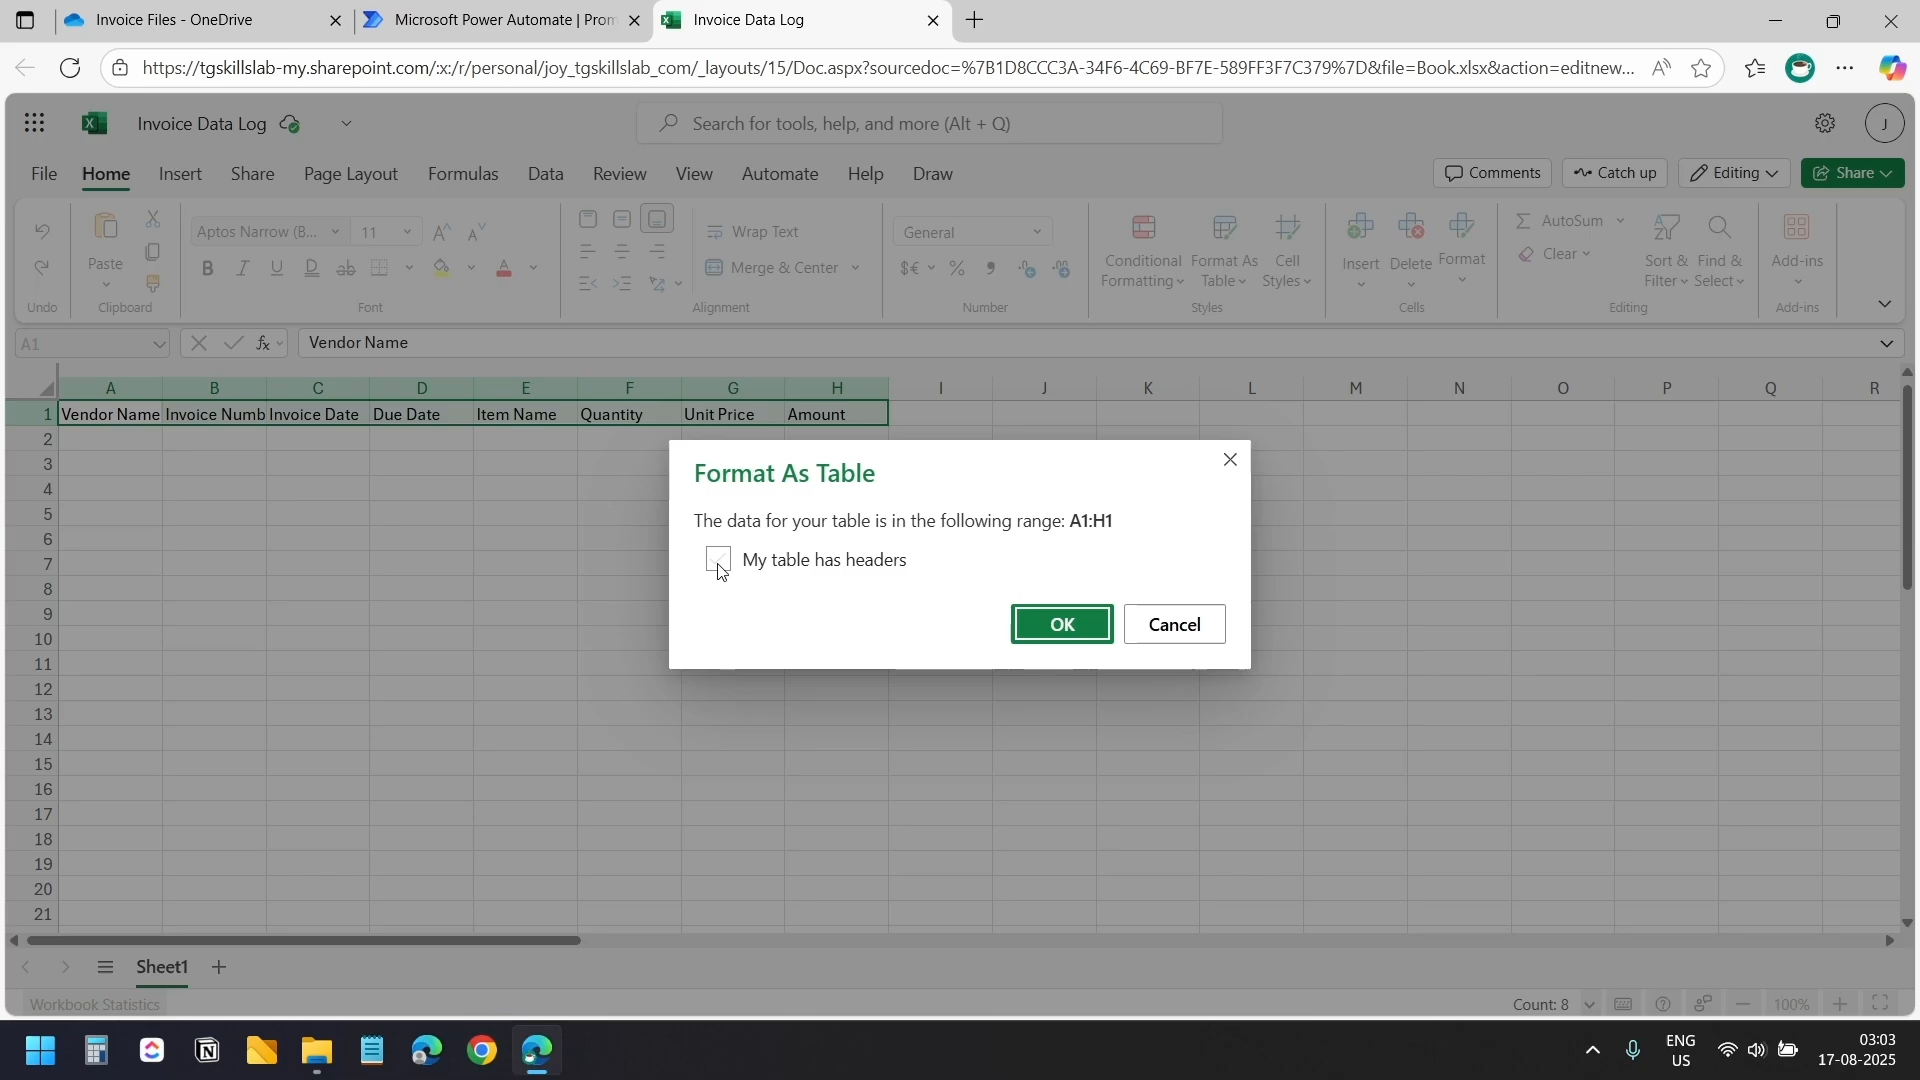 Invoice Files - OneDrive
Microsoft Power Automate | Prom
Invoice Data Log
https://tgskillslab-my.sharepoint.com/:x:/r/personal/joy_tgskillslab_com/_layouts/15/Doc.aspx?sourcedoc=%7B1D8CCC3A-34F6-4C69-BF7E-589FF3F7C379%7D&file=Book.xlsx&action=editnew...
Invoice Data Log
Search for tools, help, and more (Alt + Q)
J
File Home Insert Share Page Layout Formulas Data Review View Automate Help Draw
Comments Catch up Editing Share
Aptos Narrow (B... 11
Wrap Text
General
AutoSum
Paste
B I U D ab A
Merge & Center
$€ % 9
Conditional Formatting
Format As Table
Cell Styles
Insert Delete Format
Clear
Sort & Filter
Find & Select
Add-ins
Undo Clipboard Font Alignment Number Styles Cells Editing Add-ins
A1 fx Vendor Name
A B C D E F G H I J K L M N O P Q R
1 Vendor Name Invoice Numb Invoice Date Due Date Item Name Quantity Unit Price Amount
2
3
4
5
6
7
8
9
10
11
12
13
14
15
16
17
18
19
20
21
Format As Table
The data for your table is in the following range: A1:H1
My table has headers
OK Cancel
Sheet1
Workbook Statistics
Count: 8
100%
ENG
US
03:03
17-08-2025